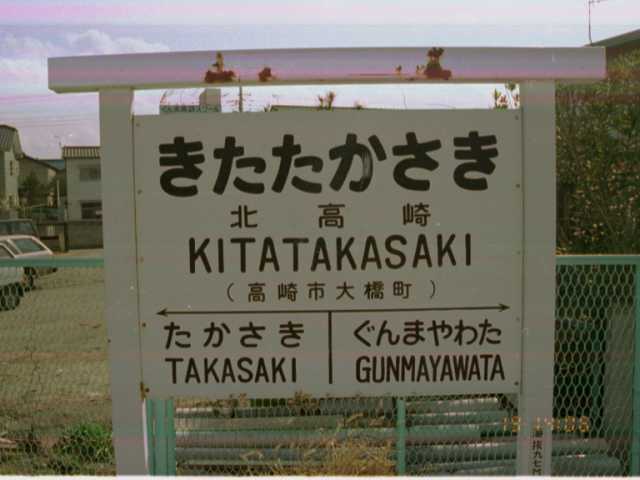 きたたかさき
北高崎
KITATAKASAKI
(高崎市大橋町)
たかさき ぐんまやわた
TAKASAKI GUNMAYAWATA